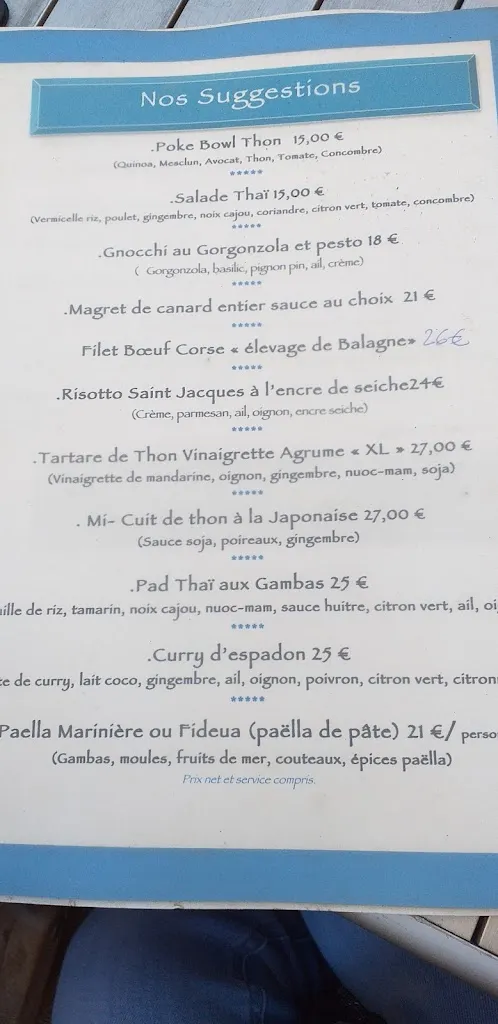 Nos Suggestions
.Poke Bowl Thon 15,00 €
(Quinoa, Mesclun, Avocat, Thon, Tomate, Concombre)
*****
.Salade Thaï 15,00 €
(Vermicelle riz, poulet, gingembre, noix cajou, coriandre, citron vert, tomate, concombre)
*****
.Gnocchi au Gorgonzola et pesto 18 €
( Gorgonzola, basilic, pignon pin, ail, crème)
*****
.Magret de canard entier sauce au choix 21 €
*****
Filet Bœuf Corse « élevage de Balagne» 26€
*****
.Risotto Saint Jacques à l'encre de seiche24€
(Crème, parmesan, ail, oignon, encre seiche)
*****
.Tartare de Thon Vinaigrette Agrume « XL » 27,00 €
(Vinaigrette de mandarine, oignon, gingembre, nuoc-mam, soja)
*****
. Mi- Cuit de thon à la Japonaise 27,00 €
(Sauce soja, poireaux, gingembre)
*****
.Pad Thaï aux Gambas 25 €
ille de riz, tamarin, noix cajou, nuoc-mam, sauce huitre, citron vert, ail, oi
*****
.Curry d'espadon 25 €
te de curry, lait coco, gingembre, ail, oignon, poivron, citron vert, citron
*****
Paella Marinière ou Fideua (paëlla de pâte) 21 €/ perso
(Gambas, moules, fruits de mer, couteaux, épices paëlla)
Prix net et service compris.